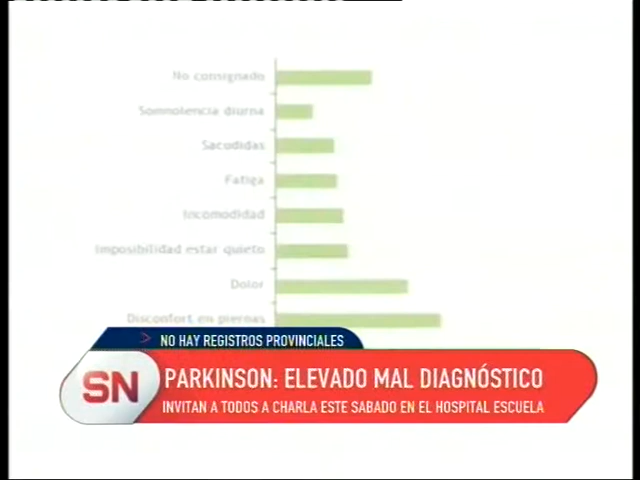 No consignado
Somnolencia diurna
Sacodidas
Fatiga
Incomodidad
Imposibilidad estar quieto
Dolor
Disconfort en piernas
> NO HAY REGISTROS PROVINCIALES
SN
PARKINSON: ELEVADO MAL DIAGNÓSTICO
INVITAN A TODOS A CHARLA ESTE SABADO EN EL HOSPITAL ESCUELA